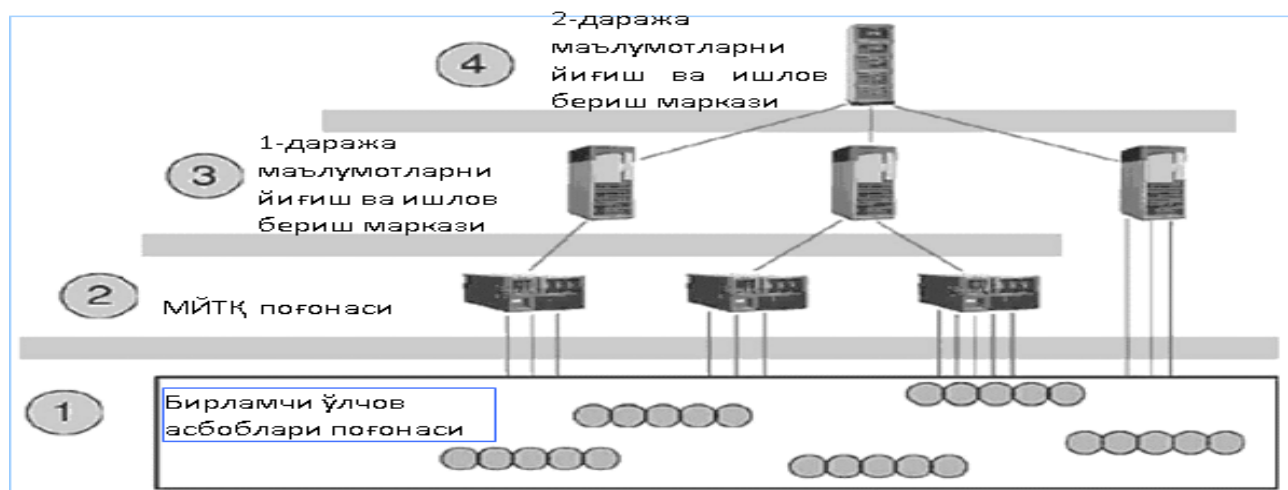 4
2-даража
маълумотларни
йиғиш ва ишлов
бериш маркази
3
1-даража
маълумотларни
йиғиш ва ишлов
бериш маркази
2
МЙТҚ поғонаси
1
Бирламчи ўлчов
асбоблари поғонаси